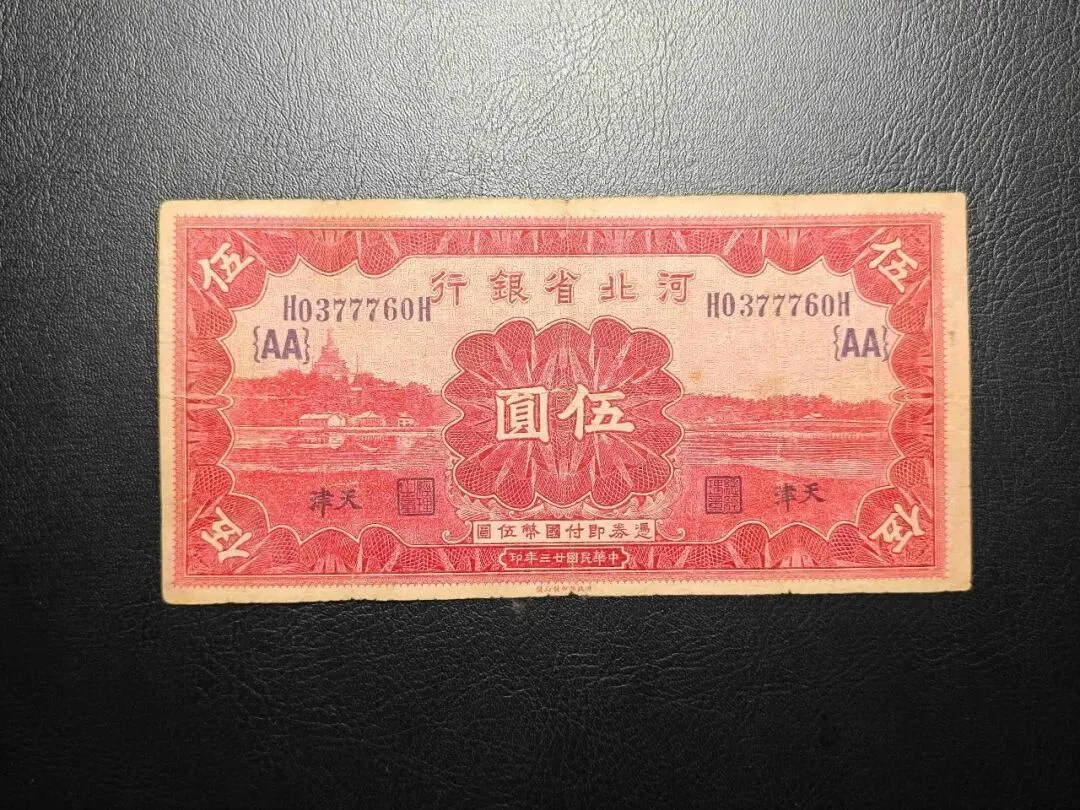 伍
伍
河北省銀行
H0377760H
H0377760H
{AA}
{AA}
伍圓
天津
天津
憑券即付國幣伍圓
中華民國廿三年印
伍
伍